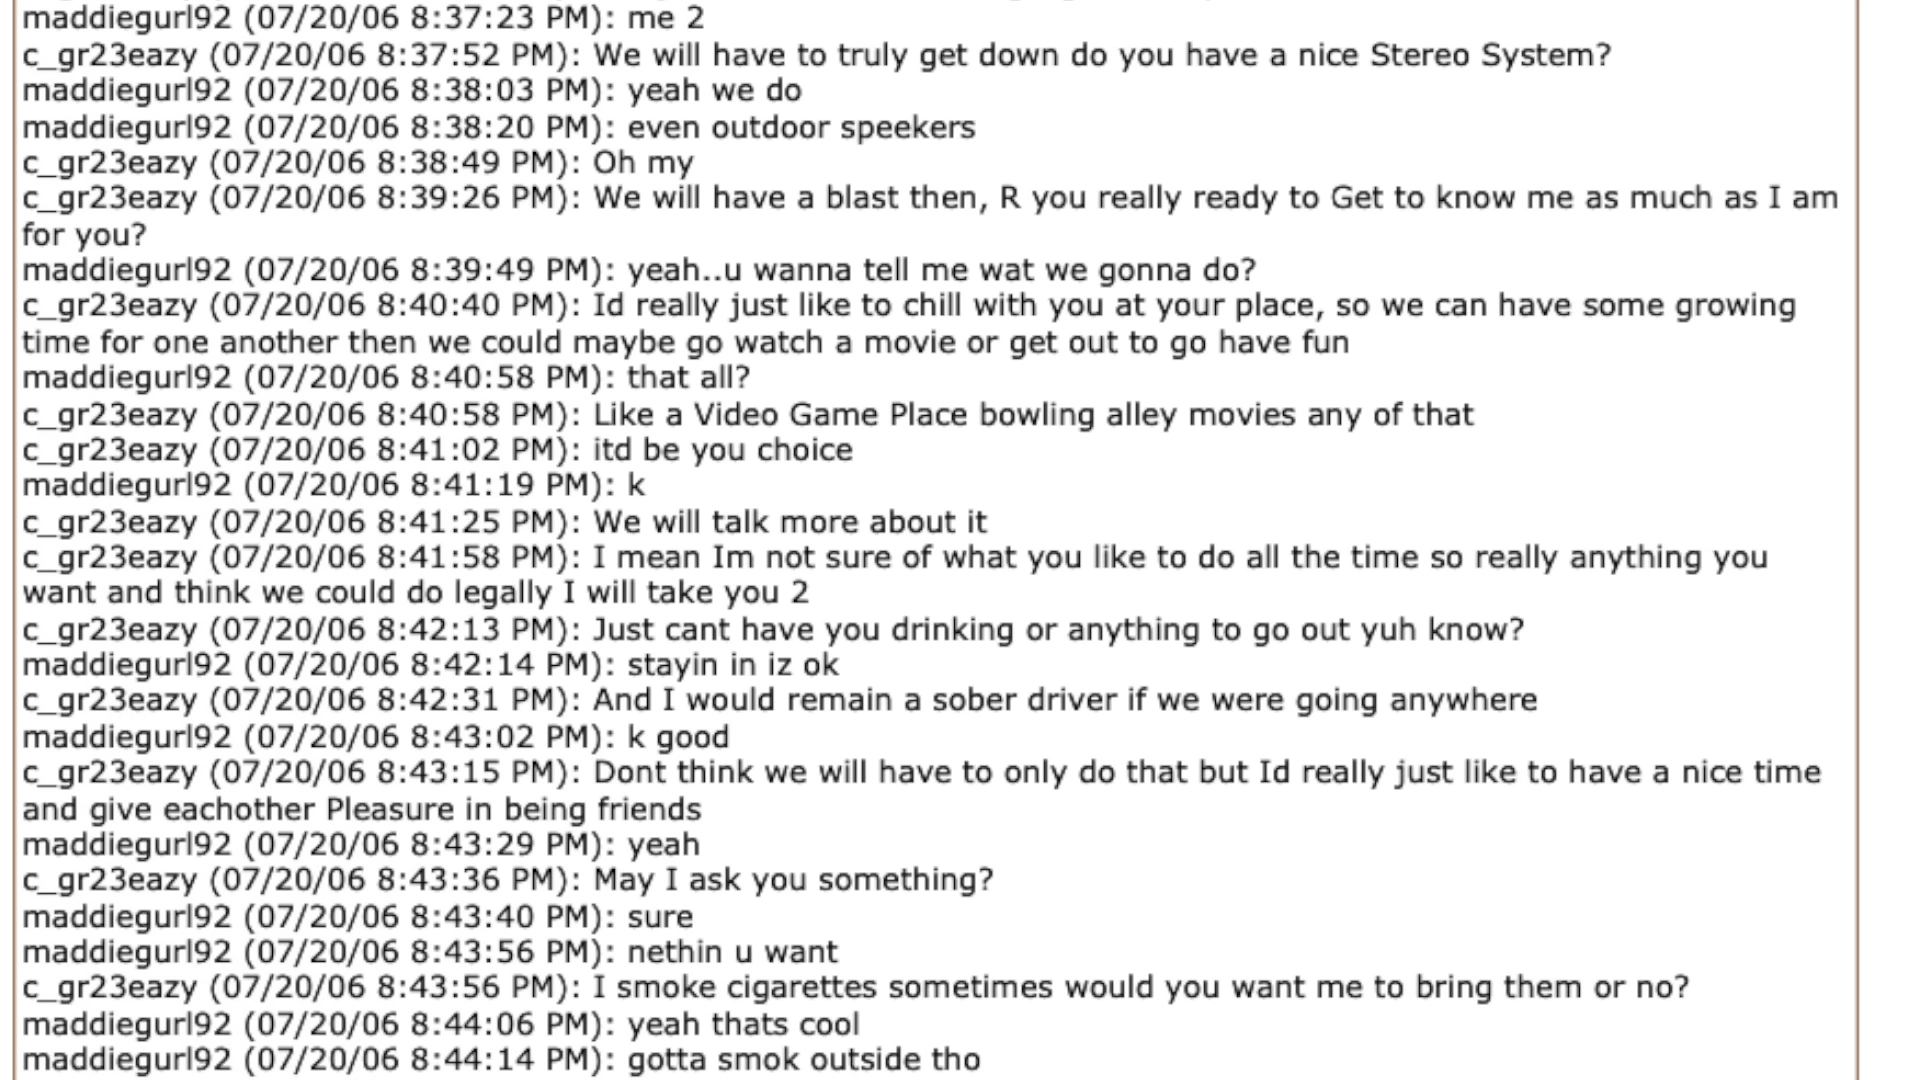 maddiegurl92 (07/20/06 8:37:23 PM): me 2
c_gr23eazy (07/20/06 8:37:52 PM): We will have to truly get down do you have a nice Stereo System?
maddiegurl92 (07/20/06 8:38:03 PM): yeah we do
maddiegurl92 (07/20/06 8:38:20 PM): even outdoor speekers
c_gr23eazy (07/20/06 8:38:49 PM): Oh my
c_gr23eazy (07/20/06 8:39:26 PM): We will have a blast then, R you really ready to Get to know me as much as I am
for you?
maddiegurl92 (07/20/06 8:39:49 PM): yeah..u wanna tell me wat we gonna do?
c_gr23eazy (07/20/06 8:40:40 PM): Id really just like to chill with you at your place, so we can have some growing
time for one another then we could maybe go watch a movie or get out to go have fun
maddiegurl92 (07/20/06 8:40:58 PM): that all?
c_gr23eazy (07/20/06 8:40:58 PM): Like a Video Game Place bowling alley movies any of that
c_gr23eazy (07/20/06 8:41:02 PM): itd be you choice
maddiegurl92 (07/20/06 8:41:19 PM): k
c_gr23eazy (07/20/06 8:41:25 PM): We will talk more about it
c_gr23eazy (07/20/06 8:41:58 PM): I mean Im not sure of what you like to do all the time so really anything you
want and think we could do legally I will take you 2
c_gr23eazy (07/20/06 8:42:13 PM): Just cant have you drinking or anything to go out yuh know?
maddiegurl92 (07/20/06 8:42:14 PM): stayin in iz ok
c_gr23eazy (07/20/06 8:42:31 PM): And I would remain a sober driver if we were going anywhere
maddiegurl92 (07/20/06 8:43:02 PM): k good
c_gr23eazy (07/20/06 8:43:15 PM): Dont think we will have to only do that but Id really just like to have a nice time
and give eachother Pleasure in being friends
maddiegurl92 (07/20/06 8:43:29 PM): yeah
c_gr23eazy (07/20/06 8:43:36 PM): May I ask you something?
maddiegurl92 (07/20/06 8:43:40 PM): sure
maddiegurl92 (07/20/06 8:43:56 PM): nethin u want
c_gr23eazy (07/20/06 8:43:56 PM): I smoke cigarettes sometimes would you want me to bring them or no?
maddiegurl92 (07/20/06 8:44:06 PM): yeah thats cool
maddiegurl92 (07/20/06 8:44:14 PM): gotta smok outside tho